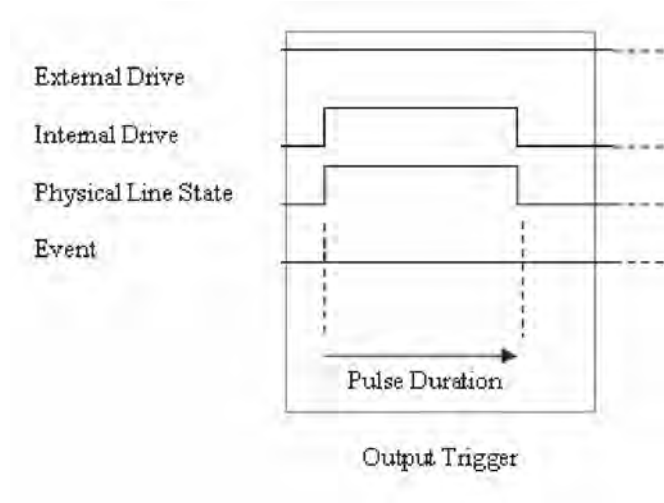 External Drive
Internal Drive
Physical Line State
Event
Pulse Duration
Output Trigger